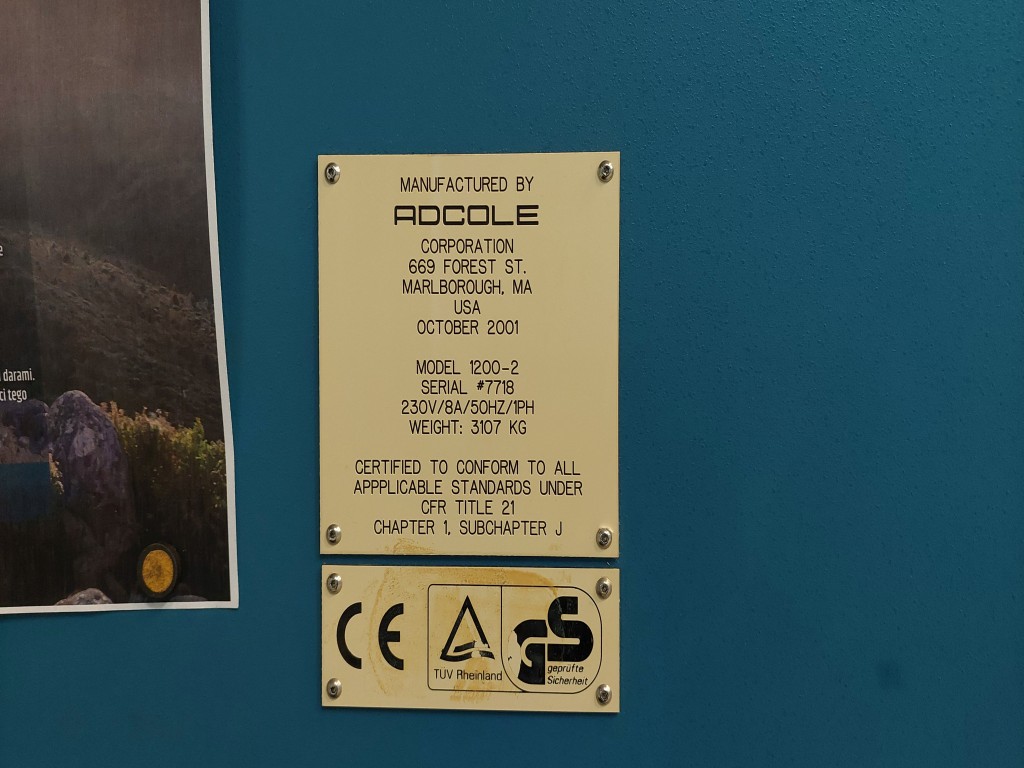 darami.
ci tego
MANUFACTURED BY
ADCOLE
CORPORATION
669 FOREST ST.
MARLBOROUGH, MA
USA
OCTOBER 2001
MODEL 1200-2
SERIAL #7718
230V/8A/50HZ/1PH
WEIGHT: 3107 KG
CERTIFIED TO CONFORM TO ALL
APPPLICABLE STANDARDS UNDER
CFR TITLE 21
CHAPTER 1, SUBCHAPTER J
CE
TÜV Rheinland
GS
geprüfte
Sicherheit